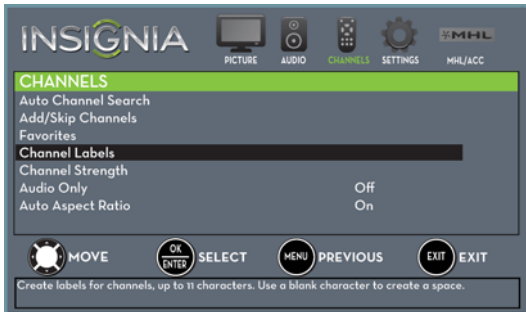 INSIGNIA
PICTURE AUDIO CHANNELS SETTINGS MHL MHL/ACC
CHANNELS
Auto Channel Search
Add/Skip Channels
Favorites
Channel Labels
Channel Strength
Audio Only Off
Auto Aspect Ratio On
MOVE OK ENTER SELECT MENU PREVIOUS EXIT EXIT
Create labels for channels, up to 11 characters. Use a blank character to create a space.